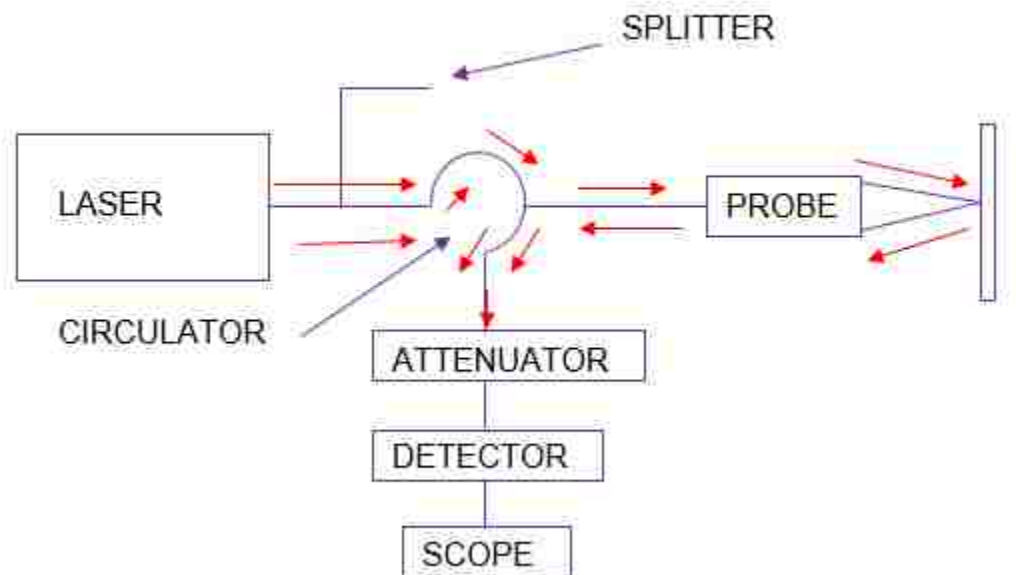 SPLITTER
LASER
PROBE
CIRCULATOR
ATTENUATOR
DETECTOR
SCOPE